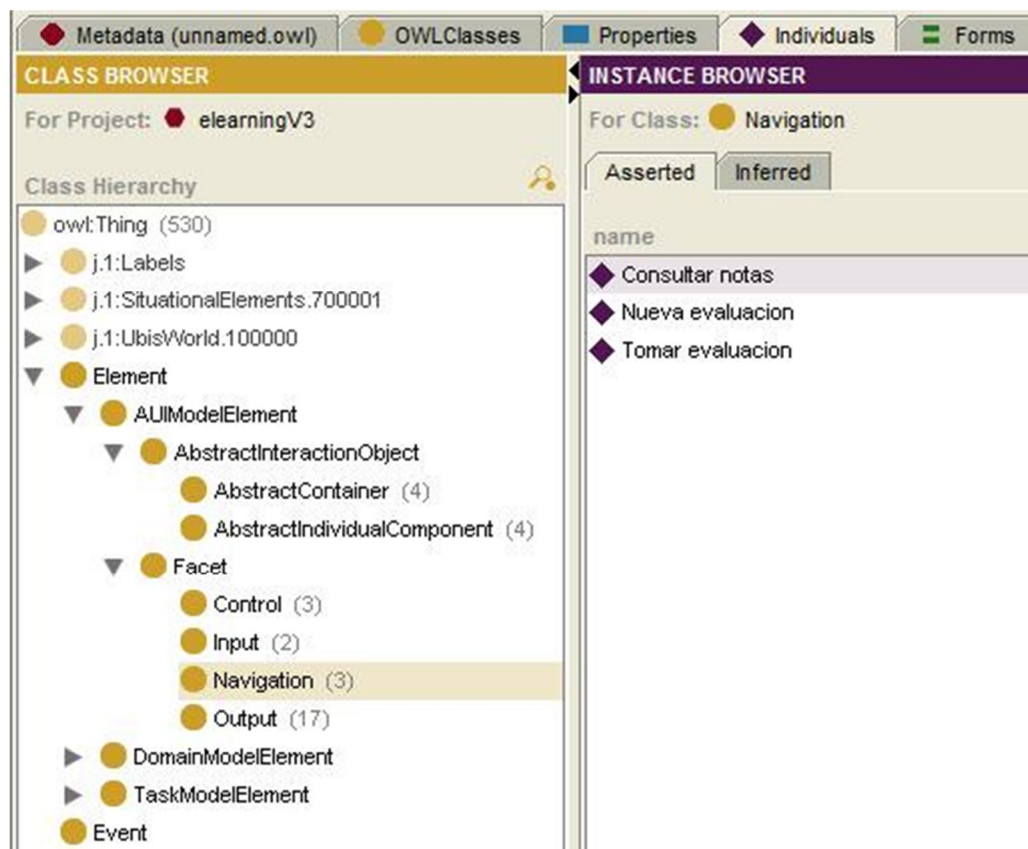 Metadata (unnamed.owl) OWLClasses Properties Individuals Forms
CLASS BROWSER
For Project: elearningV3
Class Hierarchy
owl:Thing (530)
j.1:Labels
j.1:SituationalElements.700001
j.1:UbisWorld.100000
Element
AUIModelElement
AbstractInteractionObject
AbstractContainer (4)
AbstractIndividualComponent (4)
Facet
Control (3)
Input (2)
Navigation (3)
Output (17)
DomainModelElement
TaskModelElement
Event
INSTANCE BROWSER
For Class: Navigation
Asserted Inferred
name
Consultar notas
Nueva evaluacion
Tomar evaluacion